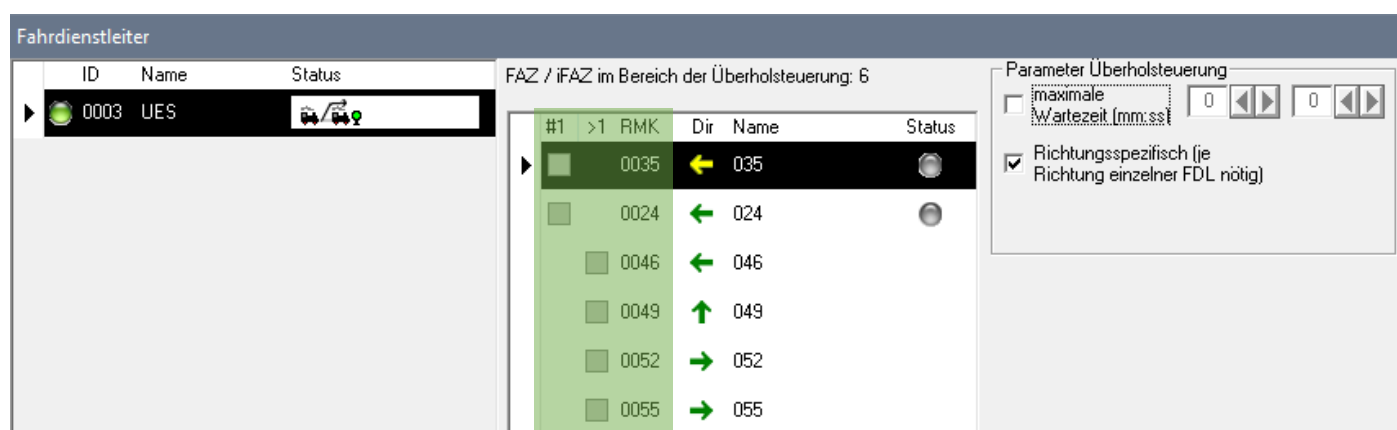 Fahrdienstleiter
ID Name Status
0003 UES
FAZ / iFAZ im Bereich der Überholsteuerung: 6
#1 >1 RMK Dir Name Status
0035 035
0024 024
0046 046
0049 049
0052 052
0055 055
Parameter Überholsteuerung
maximale
Wartezeit (mm:ss) 0 0
Richtungsspezifisch (je
Richtung einzelner FDL nötig)